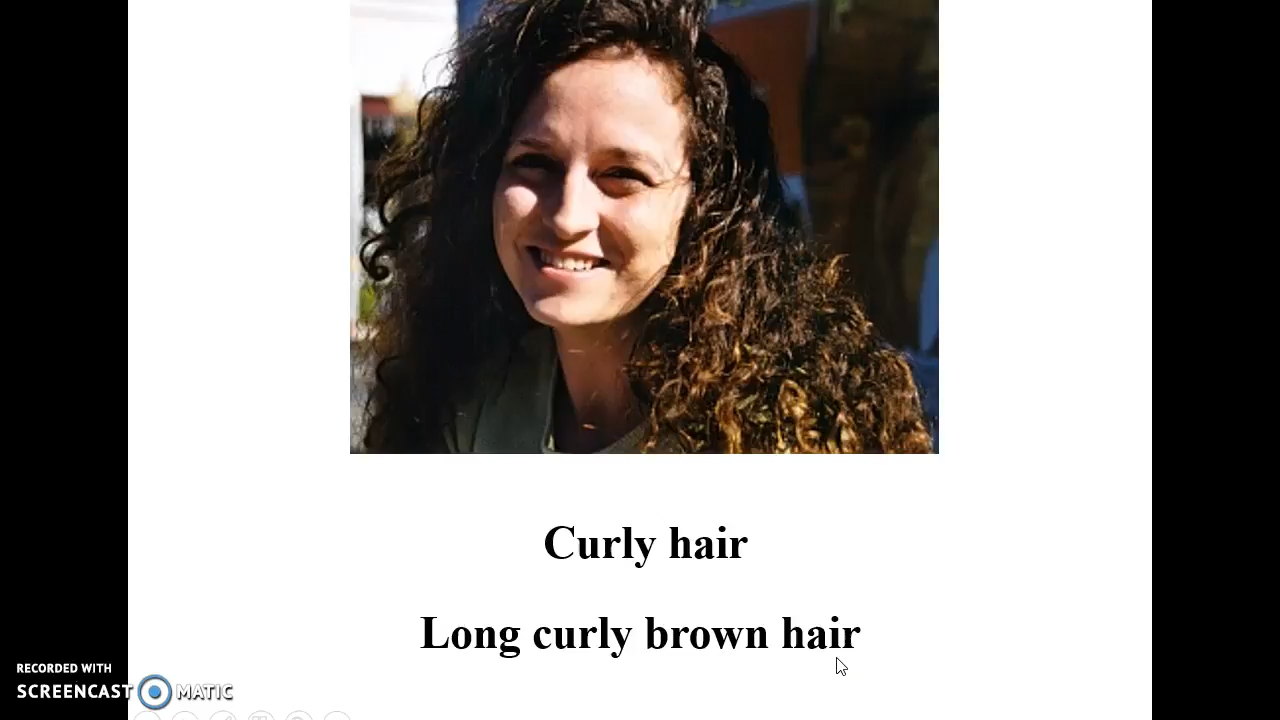 Curly hair
Long curly brown hair
RECORDED WITH
SCREENCAST MATIC